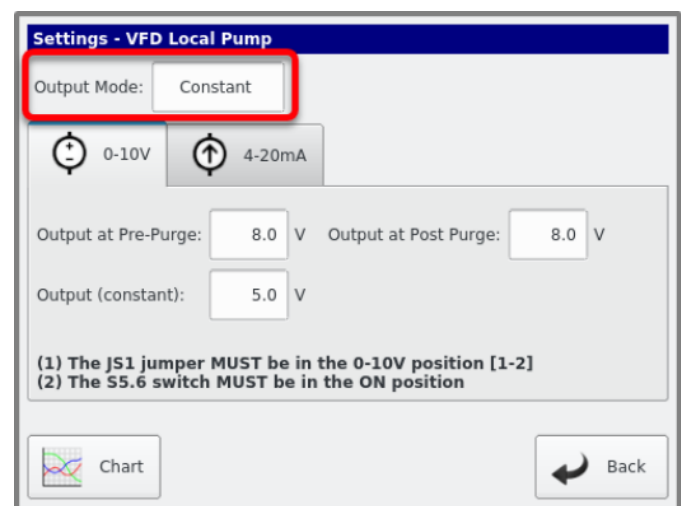 Settings - VFD Local Pump
Output Mode: Constant
0-10V 4-20mA
Output at Pre-Purge: 8.0 V Output at Post Purge: 8.0 V
Output (constant): 5.0 V
(1) The JS1 jumper MUST be in the 0-10V position [1-2]
(2) The S5.6 switch MUST be in the ON position
Chart Back